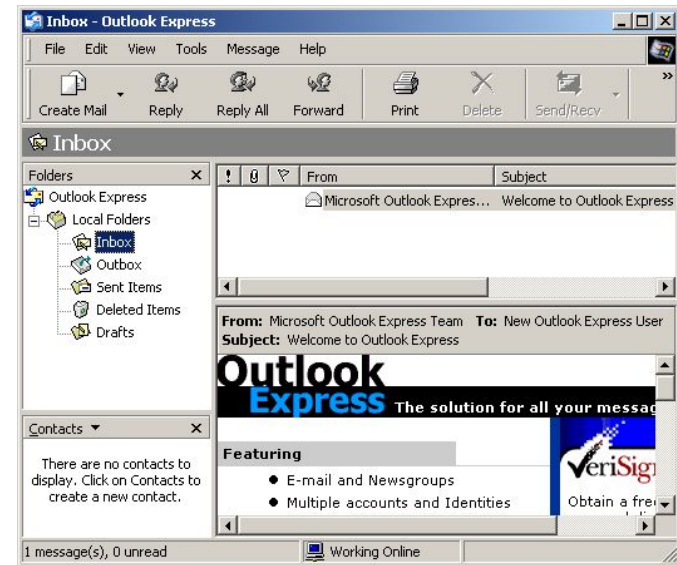 Inbox - Outlook Express
File Edit View Tools Message Help
Create Mail Reply Reply All Forward Print Delete Send/Recv »
Inbox
Folders x
Outlook Express
Local Folders
Inbox
Outbox
Sent Items
Deleted Items
Drafts
Contacts x
There are no contacts to
display. Click on Contacts to
create a new contact.
! From Subject
Microsoft Outlook Expres... Welcome to Outlook Express
From: Microsoft Outlook Express Team To: New Outlook Express User
Subject: Welcome to Outlook Express
Outlook
Express The solution for all your messag
Featuring
● E-mail and Newsgroups
● Multiple accounts and Identities
VeriSign
Obtain a free
1 message(s), 0 unread Working Online